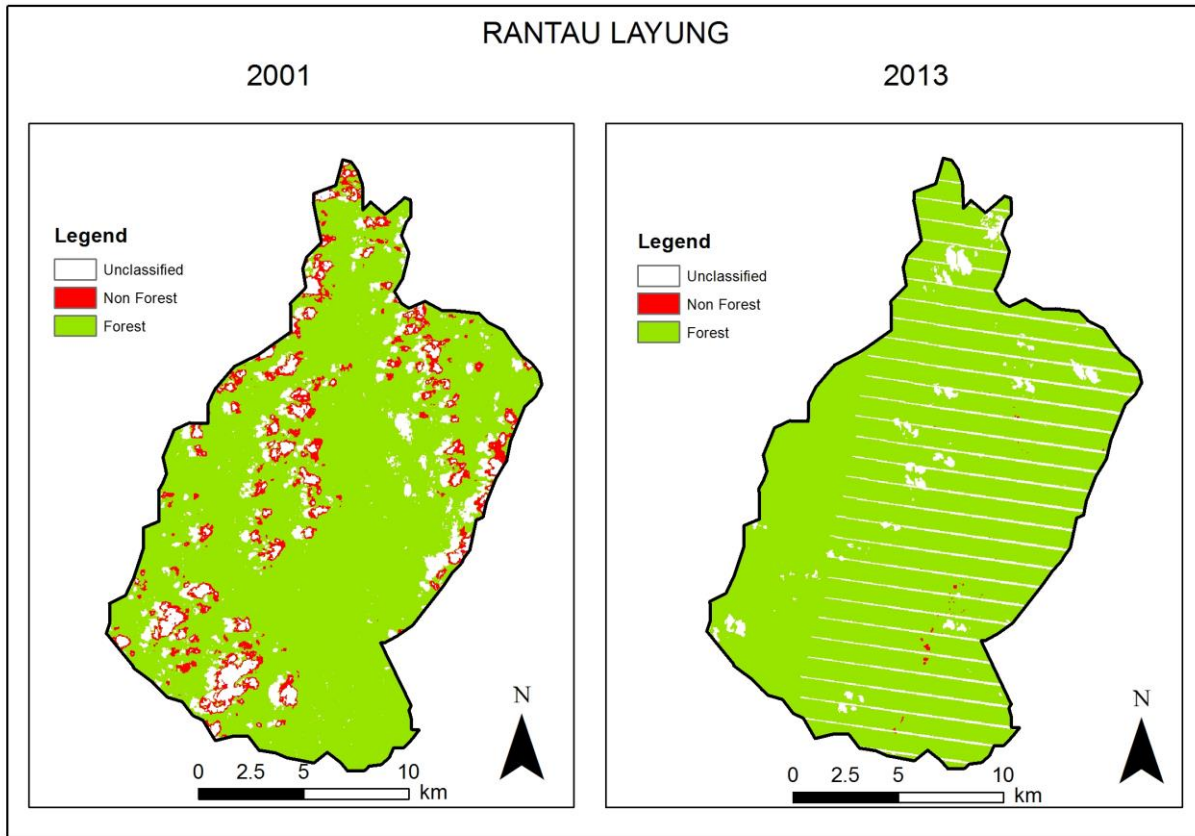 RANTAU LAYUNG
2001
2013
Legend
Unclassified
Non Forest
Forest
N
0 2.5 5 10
km
Legend
Unclassified
Non Forest
Forest
N
0 2.5 5 10
km